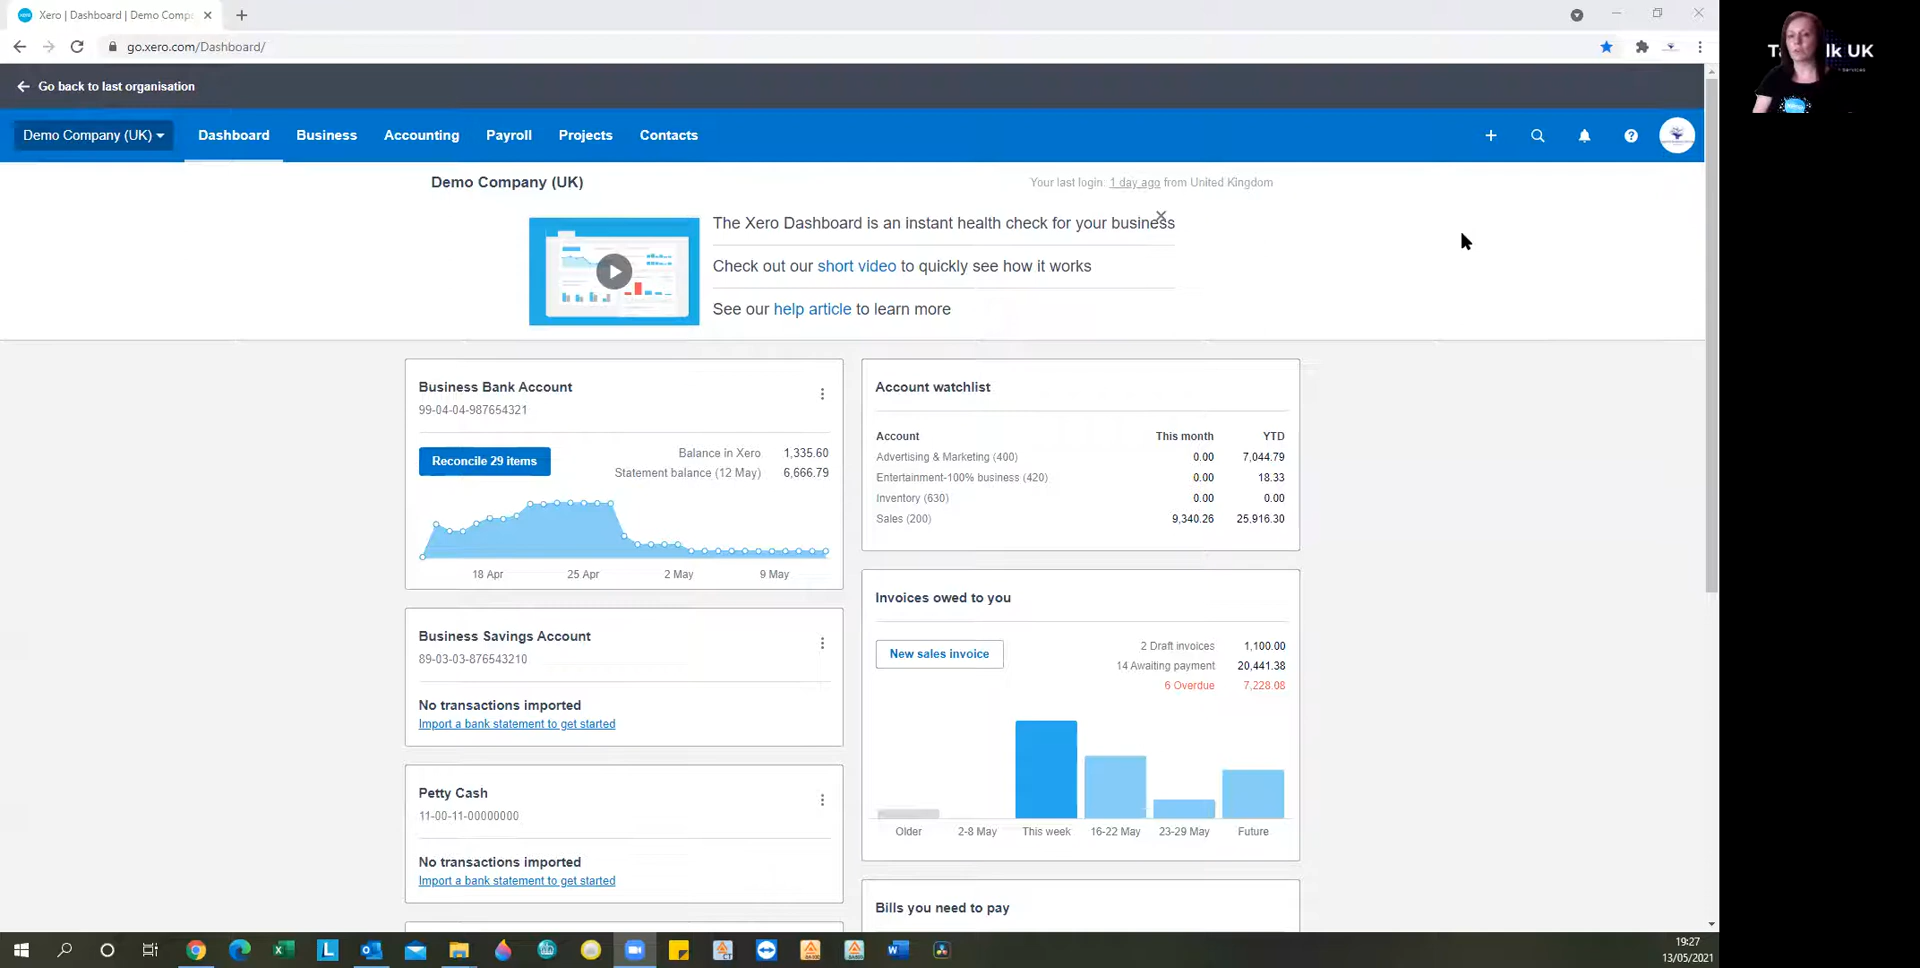 Xero | Dashboard | Demo Comp
go.xero.com/Dashboard/
Go back to last organisation
Demo Company (UK)
Dashboard
Business
Accounting
Payroll
Projects
Contacts
Demo Company (UK)
Your last login: 1 day ago from United Kingdom
The Xero Dashboard is an instant health check for your business
Check out our short video to quickly see how it works
See our help article to learn more
Business Bank Account
99-04-04-987654321
Reconcile 29 items
Balance in Xero 1,335.60
Statement balance (12 May) 6,666.79
18 Apr 25 Apr 2 May 9 May
Business Savings Account
89-03-03-876543210
No transactions imported
Import a bank statement to get started
Petty Cash
11-00-11-00000000
No transactions imported
Import a bank statement to get started
Account watchlist
Account This month YTD
Advertising & Marketing (400) 0.00 7,044.79
Entertainment-100% business (420) 0.00 18.33
Inventory (630) 0.00 0.00
Sales (200) 9,340.26 25,916.30
Invoices owed to you
New sales invoice
2 Draft invoices 1,100.00
14 Awaiting payment 20,441.38
6 Overdue 7,228.08
Older 2-8 May This week 16-22 May 23-29 May Future
Bills you need to pay
19:27
13/05/2021
lk UK